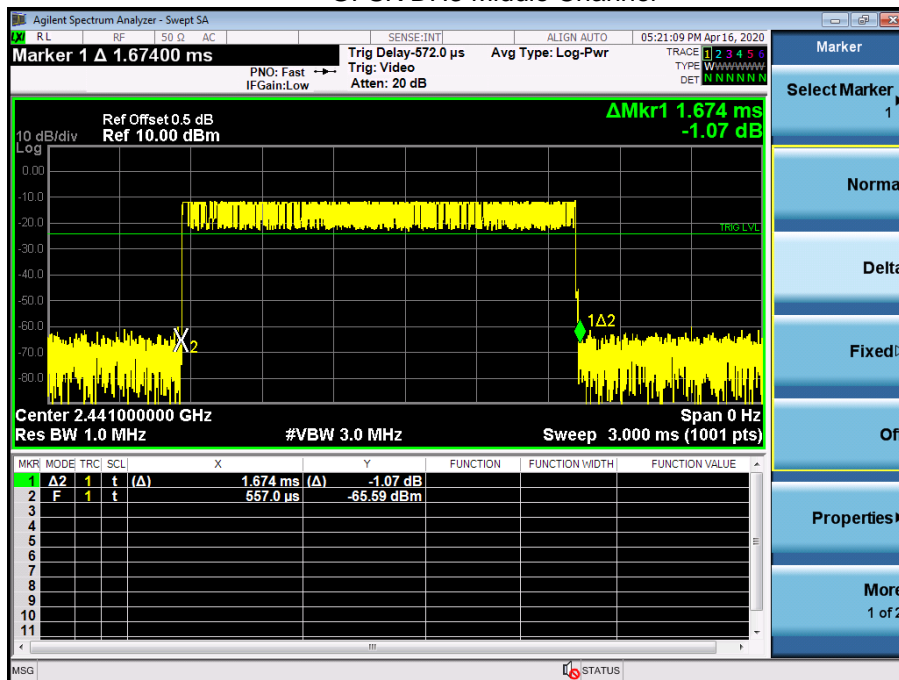 Agilent Spectrum Analyzer - Swept SA
LXI RL RF 50 Ω AC SENSE:INT ALIGN AUTO 05:21:09 PM Apr 16, 2020
Marker 1 Δ 1.67400 ms
PNO: Fast
IFGain:Low
Trig Delay-572.0 µs
Trig: Video
Atten: 20 dB
Avg Type: Log-Pwr
TRACE 1 2 3 4 5 6
TYPE WWWWWW
DET N N N N N N
ΔMkr1 1.674 ms
-1.07 dB
Ref Offset 0.5 dB
10 dB/div Ref 10.00 dBm
Log
0.00
-10.0
-20.0
TRIG LVL
-30.0
-40.0
-50.0
-60.0
1Δ2
2
-70.0
-80.0
Center 2.441000000 GHz Span 0 Hz
Res BW 1.0 MHz #VBW 3.0 MHz Sweep 3.000 ms (1001 pts)
MKR MODE TRC SCL X Y FUNCTION FUNCTION WIDTH FUNCTION VALUE
1 Δ2 1 t (Δ) 1.674 ms (Δ) -1.07 dB
2 F 1 t 557.0 µs -65.59 dBm
3
4
5
6
7
8
9
10
11
MSG STATUS
Marker
Select Marker
1
Norma
Delta
Fixed
Of
Properties
More
1 of 2